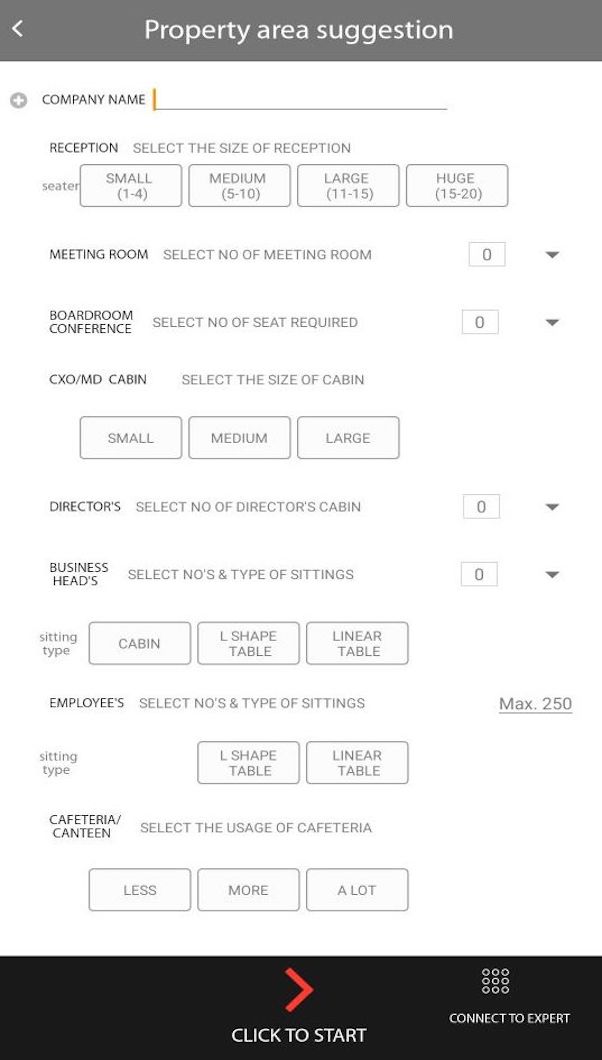 Property area suggestion
COMPANY NAME
RECEPTION SELECT THE SIZE OF RECEPTION
seater
SMALL
(1-4)
MEDIUM
(5-10)
LARGE
(11-15)
HUGE
(15-20)
MEETING ROOM SELECT NO OF MEETING ROOM 0
BOARDROOM
CONFERENCE
SELECT NO OF SEAT REQUIRED 0
CXO/MD CABIN SELECT THE SIZE OF CABIN
SMALL MEDIUM LARGE
DIRECTOR'S SELECT NO OF DIRECTOR'S CABIN 0
BUSINESS
HEAD'S
SELECT NO'S & TYPE OF SITTINGS 0
sitting
type
CABIN
L SHAPE
TABLE
LINEAR
TABLE
EMPLOYEE'S SELECT NO'S & TYPE OF SITTINGS Max. 250
sitting
type
L SHAPE
TABLE
LINEAR
TABLE
CAFETERIA/
CANTEEN
SELECT THE USAGE OF CAFETERIA
LESS MORE A LOT
CLICK TO START
CONNECT TO EXPERT